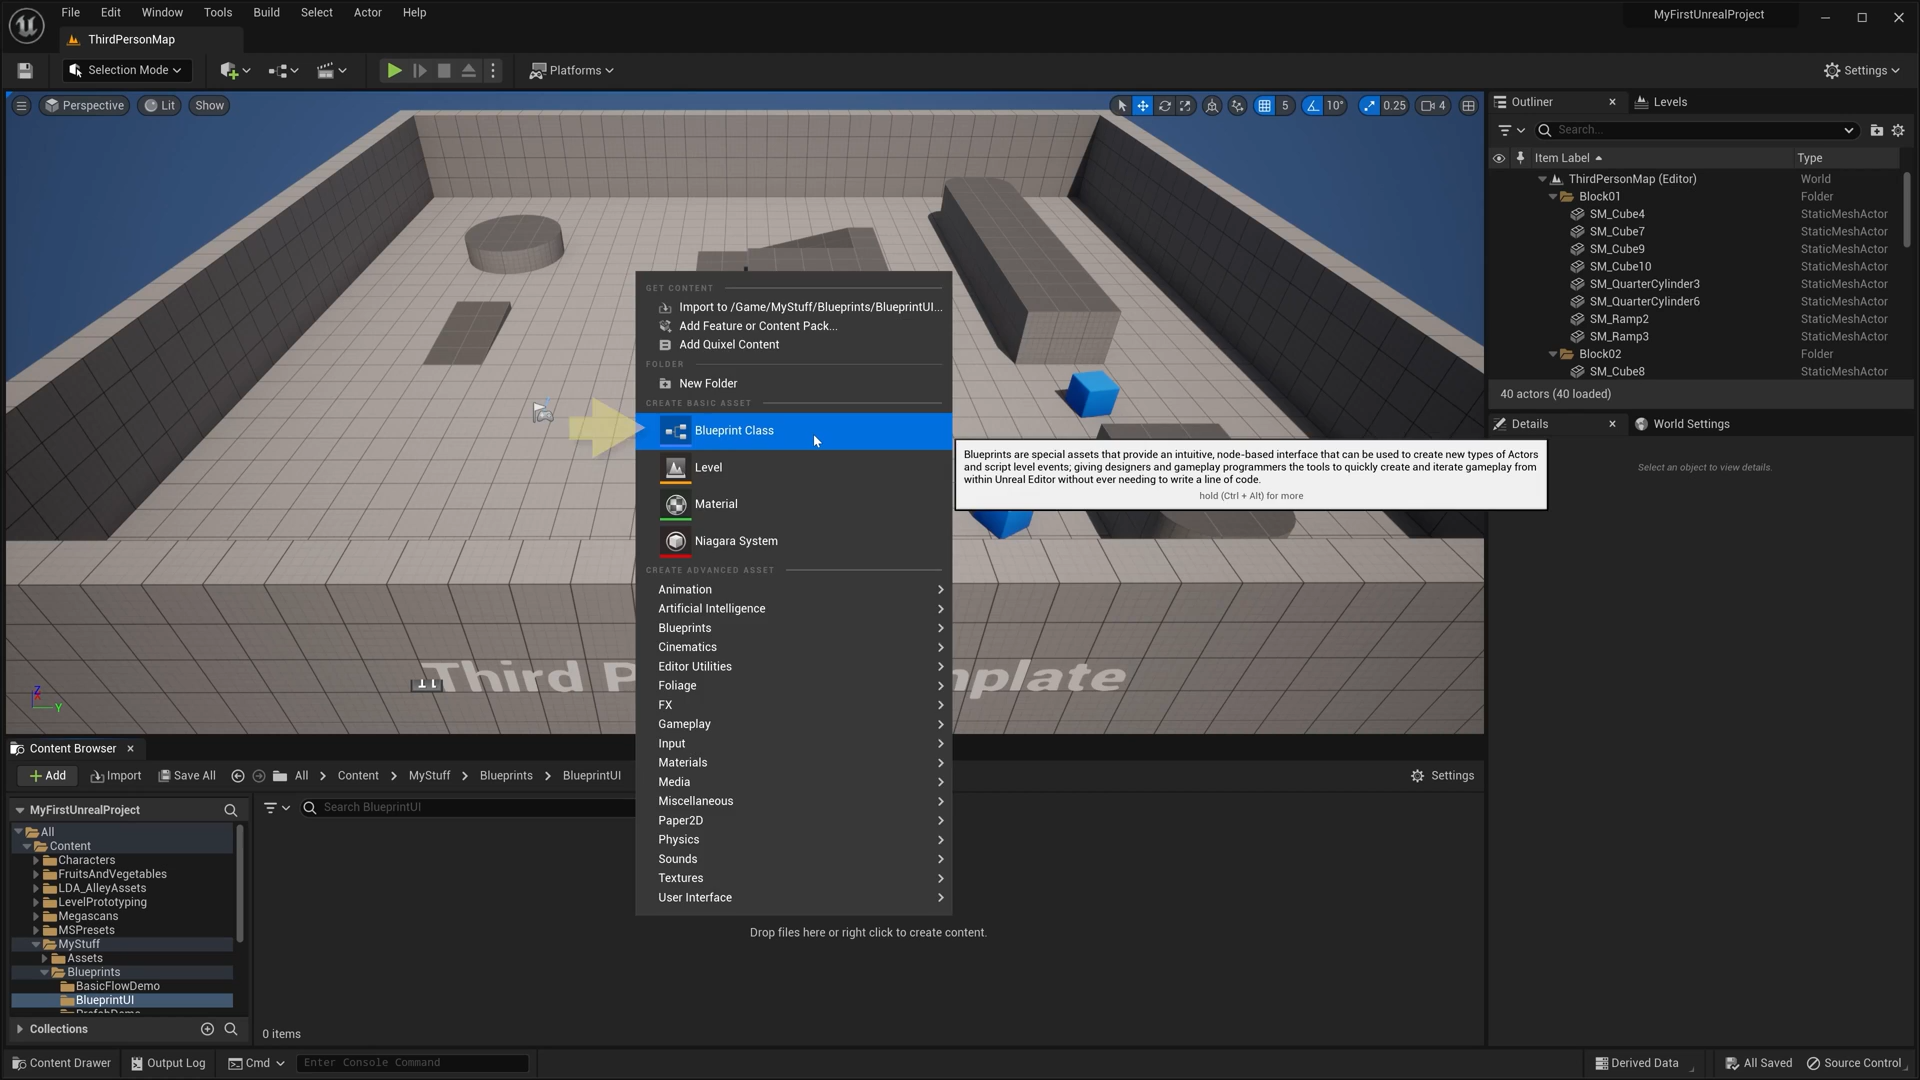 File Edit Window Tools Build Select Actor Help
MyFirstUnrealProject
ThirdPersonMap
Selection Mode
Platforms
Settings
Perspective Lit Show
5 10° 0.25 4
Outliner
Levels
Search...
Item Label Type
ThirdPersonMap (Editor) World
Block01 Folder
SM_Cube4 StaticMeshActor
SM_Cube7 StaticMeshActor
SM_Cube9 StaticMeshActor
SM_Cube10 StaticMeshActor
SM_QuarterCylinder3 StaticMeshActor
SM_QuarterCylinder6 StaticMeshActor
SM_Ramp2 StaticMeshActor
SM_Ramp3 StaticMeshActor
Block02 Folder
SM_Cube8 StaticMeshActor
40 actors (40 loaded)
Details
World Settings
Select an object to view details.
GET CONTENT
Import to /Game/MyStuff/Blueprints/BlueprintUI...
Add Feature or Content Pack...
Add Quixel Content
FOLDER
New Folder
CREATE BASIC ASSET
Blueprint Class
Level
Material
Niagara System
CREATE ADVANCED ASSET
Animation
Artificial Intelligence
Blueprints
Cinematics
Editor Utilities
Foliage
FX
Gameplay
Input
Materials
Media
Miscellaneous
Paper2D
Physics
Sounds
Textures
User Interface
Blueprints are special assets that provide an intuitive, node-based interface that can be used to create new types of Actors
and script level events; giving designers and gameplay programmers the tools to quickly create and iterate gameplay from
within Unreal Editor without ever needing to write a line of code.
hold (Ctrl + Alt) for more
Third P mplate
Z
Y
Content Browser
Add Import Save All All > Content > MyStuff > Blueprints > BlueprintUI
Settings
MyFirstUnrealProject
Search BlueprintUI
All
Content
Characters
FruitsAndVegetables
LDA_AlleyAssets
LevelPrototyping
Megascans
MSPresets
MyStuff
Assets
Blueprints
BasicFlowDemo
BlueprintUI
PrefabDemo
Collections
Drop files here or right click to create content.
0 items
Content Drawer Output Log Cmd Enter Console Command
Derived Data All Saved Source Control